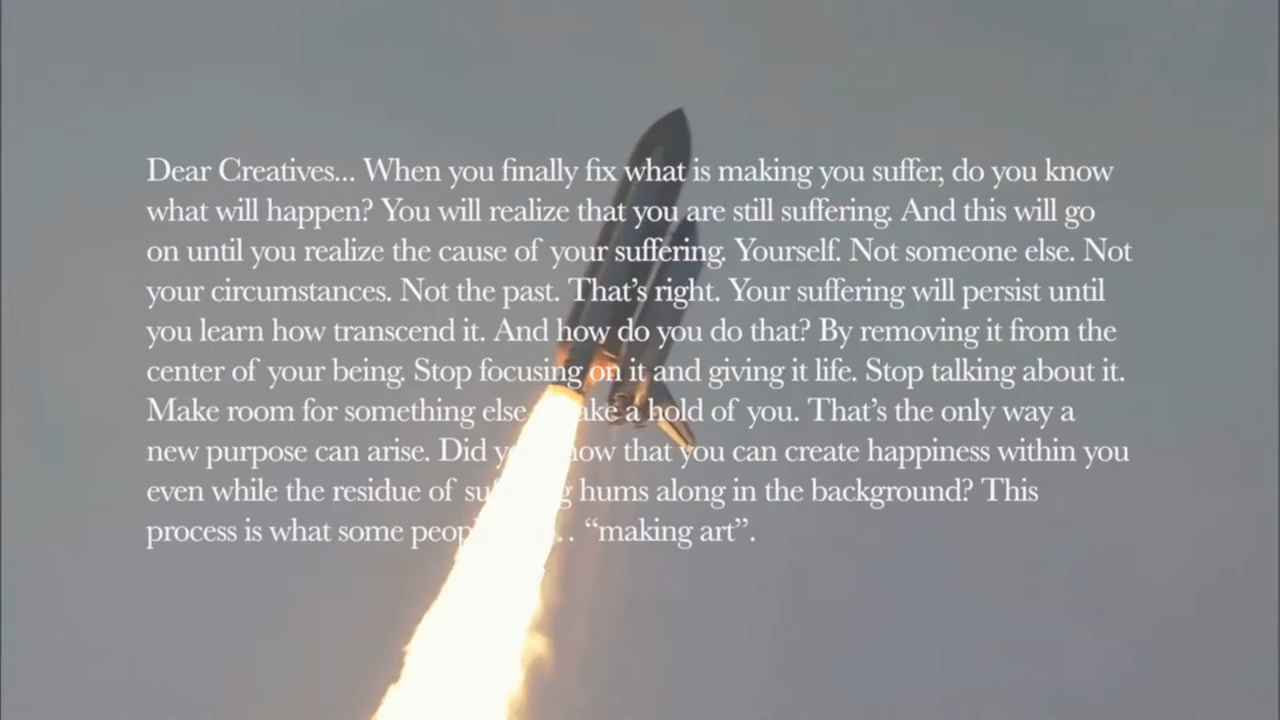 Dear Creatives... When you finally fix what is making you suffer, do you know
what will happen? You will realize that you are still suffering. And this will go
on until you realize the cause of your suffering. Yourself. Not someone else. Not
your circumstances. Not the past. That’s right. Your suffering will persist until
you learn how transcend it. And how do you do that? By removing it from the
center of your being. Stop focusing on it and giving it life. Stop talking about it.
Make room for something else take a hold of you. That’s the only way a
new purpose can arise. Did you know that you can create happiness within you
even while the residue of suffering hums along in the background? This
process is what some people . . “making art”.